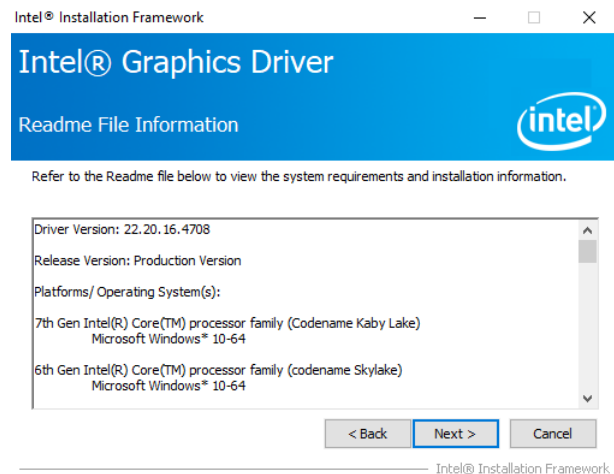 Intel® Installation Framework
Intel® Graphics Driver
Readme File Information
intel
Refer to the Readme file below to view the system requirements and installation information.
Driver Version: 22.20.16.4708
Release Version: Production Version
Platforms/ Operating System(s):
7th Gen Intel(R) Core(TM) processor family (Codename Kaby Lake)
Microsoft Windows* 10-64
6th Gen Intel(R) Core(TM) processor family (codename Skylake)
Microsoft Windows* 10-64
< Back Next > Cancel
Intel® Installation Framework